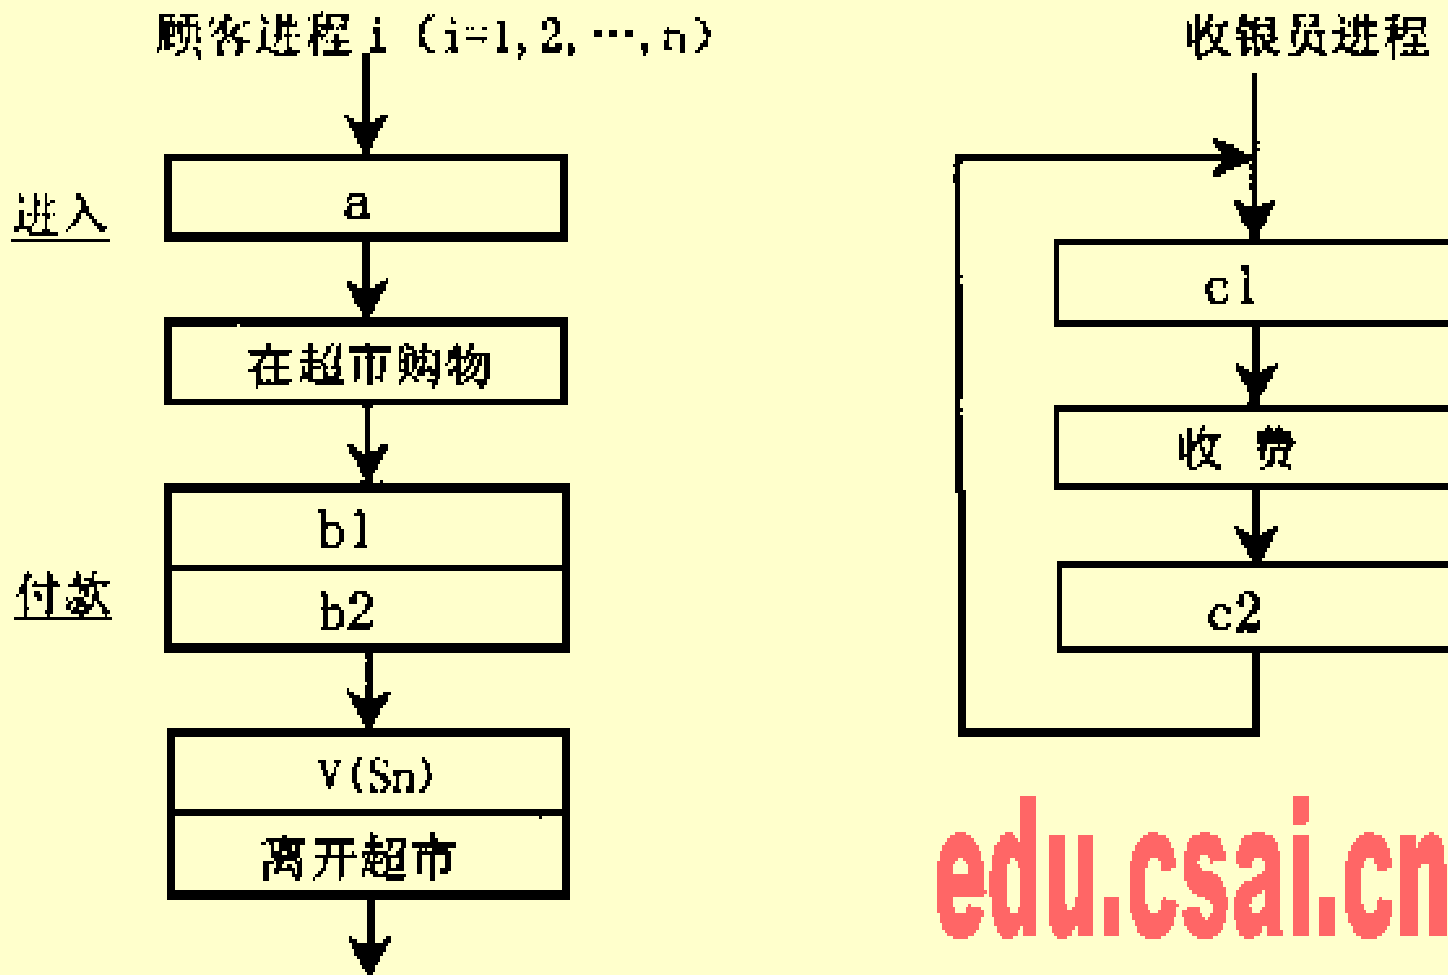 顾客进程 i (i=1,2,…,n)
a
进入
在超市购物
b1
付款
b2
V(Sn)
离开超市
收银员进程
c1
收 费
c2
edu.csai.cn